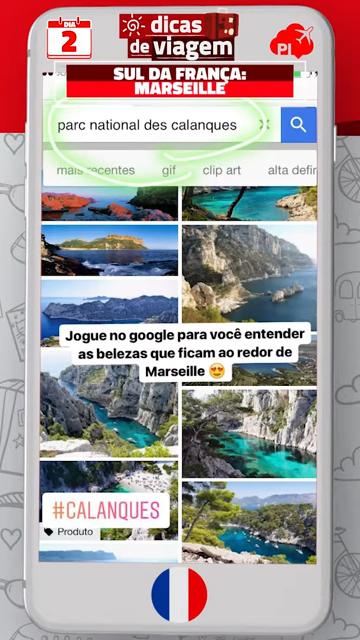 DIA
2
dicas
de viagem
PI
SUL DA FRANÇA:
MARSEILLE
parc national des calanques
mais recentes gif clip art alta defin
Jogue no google para você entender
as belezas que ficam ao redor de
Marseille 😍
#CALANQUES
Produto